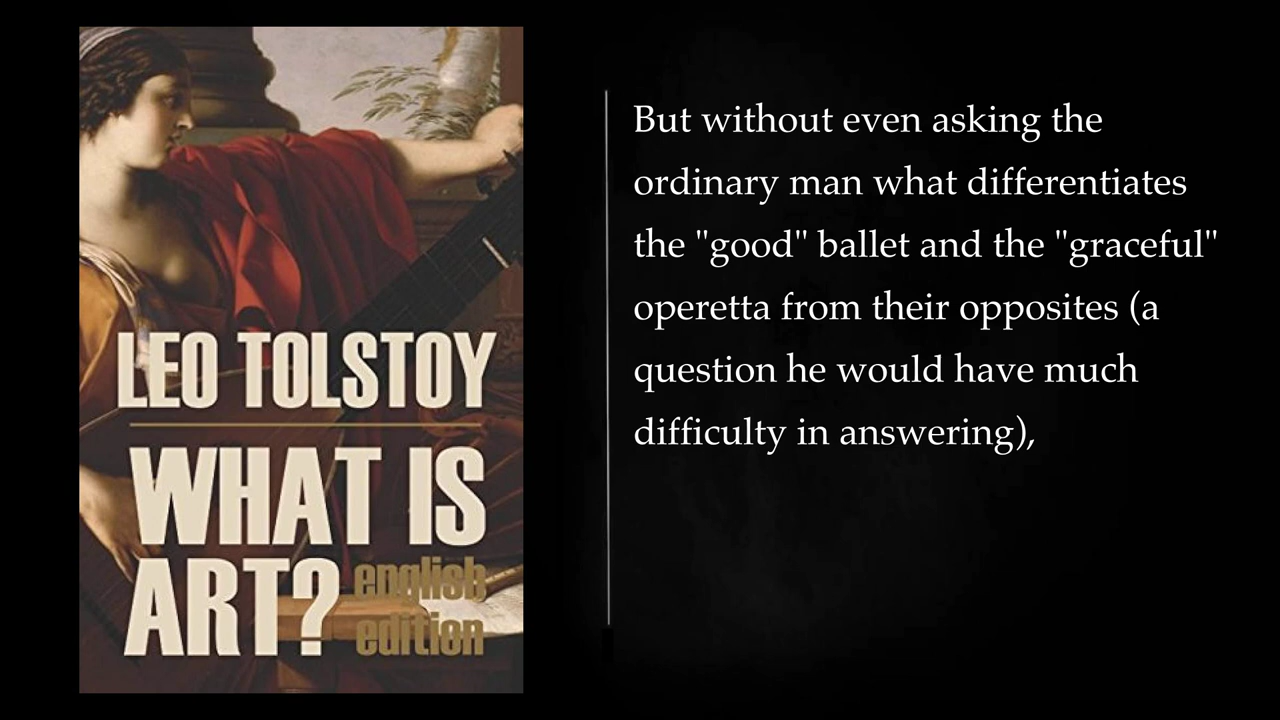 LEO TOLSTOY
WHAT IS
ART?
english
edition
But without even asking the
ordinary man what differentiates
the "good" ballet and the "graceful"
operetta from their opposites (a
question he would have much
difficulty in answering),